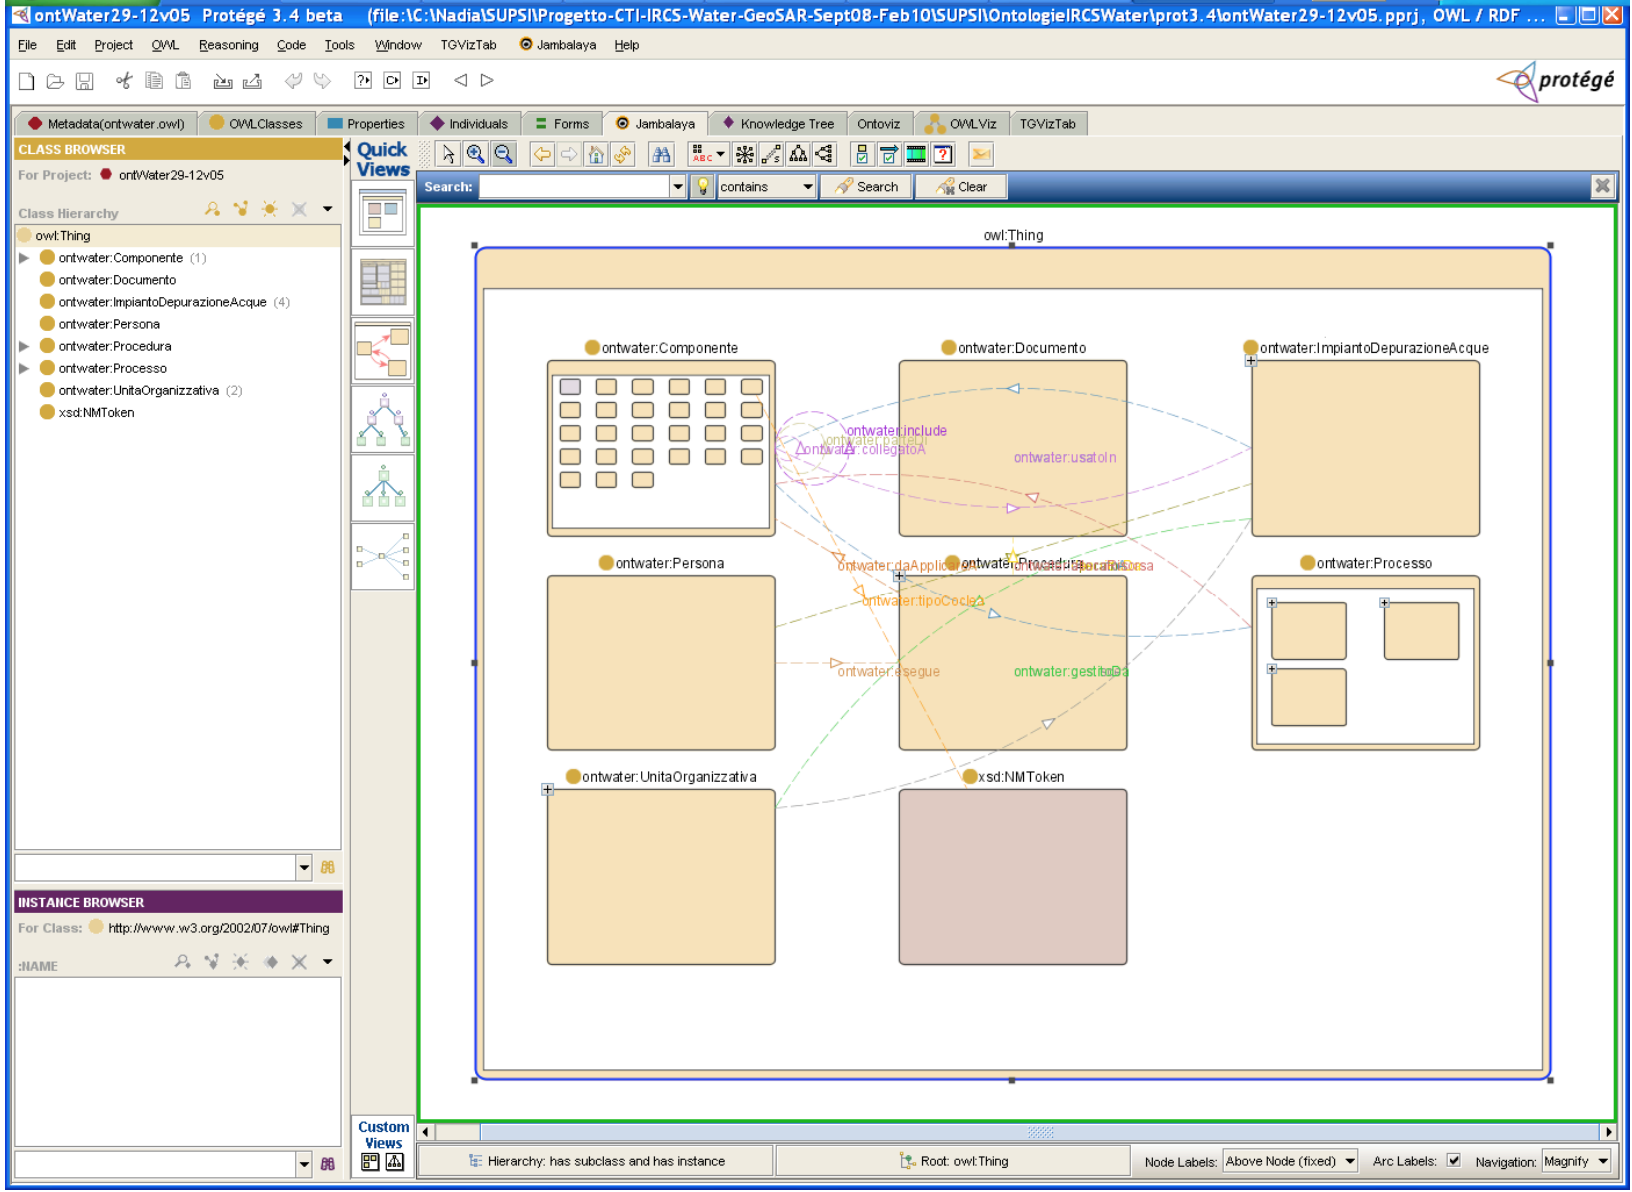 ontWater29-12v05 Protégé 3.4 beta (file:\C:\Nadia\SUPSI\Progetto-CTI-IRCS-Water-GeoSAR-Sept08-Feb10\SUPSI\OntologieIRCSWater\prot3.4\ontWater29-12v05.pprj, OWL / RDF ...
File Edit Project OWL Reasoning Code Tools Window TGVizTab Jambalaya Help
protégé
Metadata(ontwater.owl) OWLClasses Properties Individuals Forms Jambalaya Knowledge Tree Ontoviz OWLViz TGVizTab
CLASS BROWSER
For Project: ontWater29-12v05
Class Hierarchy
owl:Thing
ontwater:Componente (1)
ontwater:Documento
ontwater:ImpiantoDepurazioneAcque (4)
ontwater:Persona
ontwater:Procedura
ontwater:Processo
ontwater:UnitaOrganizzativa (2)
xsd:NMToken
INSTANCE BROWSER
For Class: http://www.w3.org/2002/07/owl#Thing
:NAME
Quick
Views
ABC
Search: contains Search Clear
owl:Thing
ontwater:Componente ontwater:Documento ontwater:ImpiantoDepurazioneAcque
ontwater:include
ontwater:parteDi
ontwater:collegatoA
ontwater:usatoIn
ontwater:Persona ontwater:Procedura ontwater:Processo
ontwater:daApplicareA
ontwater:tipoCoclea
ontwater:esegue ontwater:gestitoDa
ontwater:UnitaOrganizzativa xsd:NMToken
Custom
Views
Hierarchy: has subclass and has instance Root: owl:Thing Node Labels: Above Node (fixed) Arc Labels: Navigation: Magnify